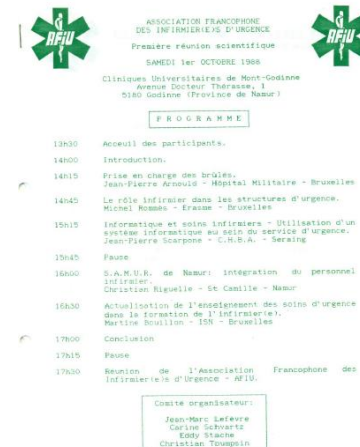 AFIU
AFIU
ASSOCIATION FRANCOPHONE
DES INFIRMIER(E)S D'URGENCE
Première réunion scientifique
SAMEDI 1er OCTOBRE 1988
Cliniques Universitaires de Mont-Godinne
Avenue Docteur Thérasse, 1
5180 Godinne (Province de Namur)
PROGRAMME
13h30 Accueil des participants.
14h00 Introduction.
14h15 Prise en charge des brûlés.
Jean-Pierre Arnould - Hôpital Militaire - Bruxelles
14h45 Le rôle infirmier dans les structures d'urgence.
Michel Rommes - Erasme - Bruxelles
15h15 Informatique et soins infirmiers - Utilisation d'un
système informatique au sein du service d'urgence.
Jean-Pierre Scarpone - C.H.B.A. - Seraing
15h45 Pause
16h00 S.A.M.U.R. de Namur: intégration du personnel
infirmier.
Christian Riguelle - St Camille - Namur
16h30 Actualisation de l'enseignement des soins d'urgence
dans la formation de l'infirmier(e).
Martine Bouillon - ISN - Bruxelles
17h00 Conclusion
17h15 Pause
17h30 Réunion de l'Association Francophone des
Infirmier(e)s d'Urgence - AFIU.
Comité organisateur:
Jean-Marc Lefèvre
Carine Schvartz
Eddy Stache
Christian Toumpsin